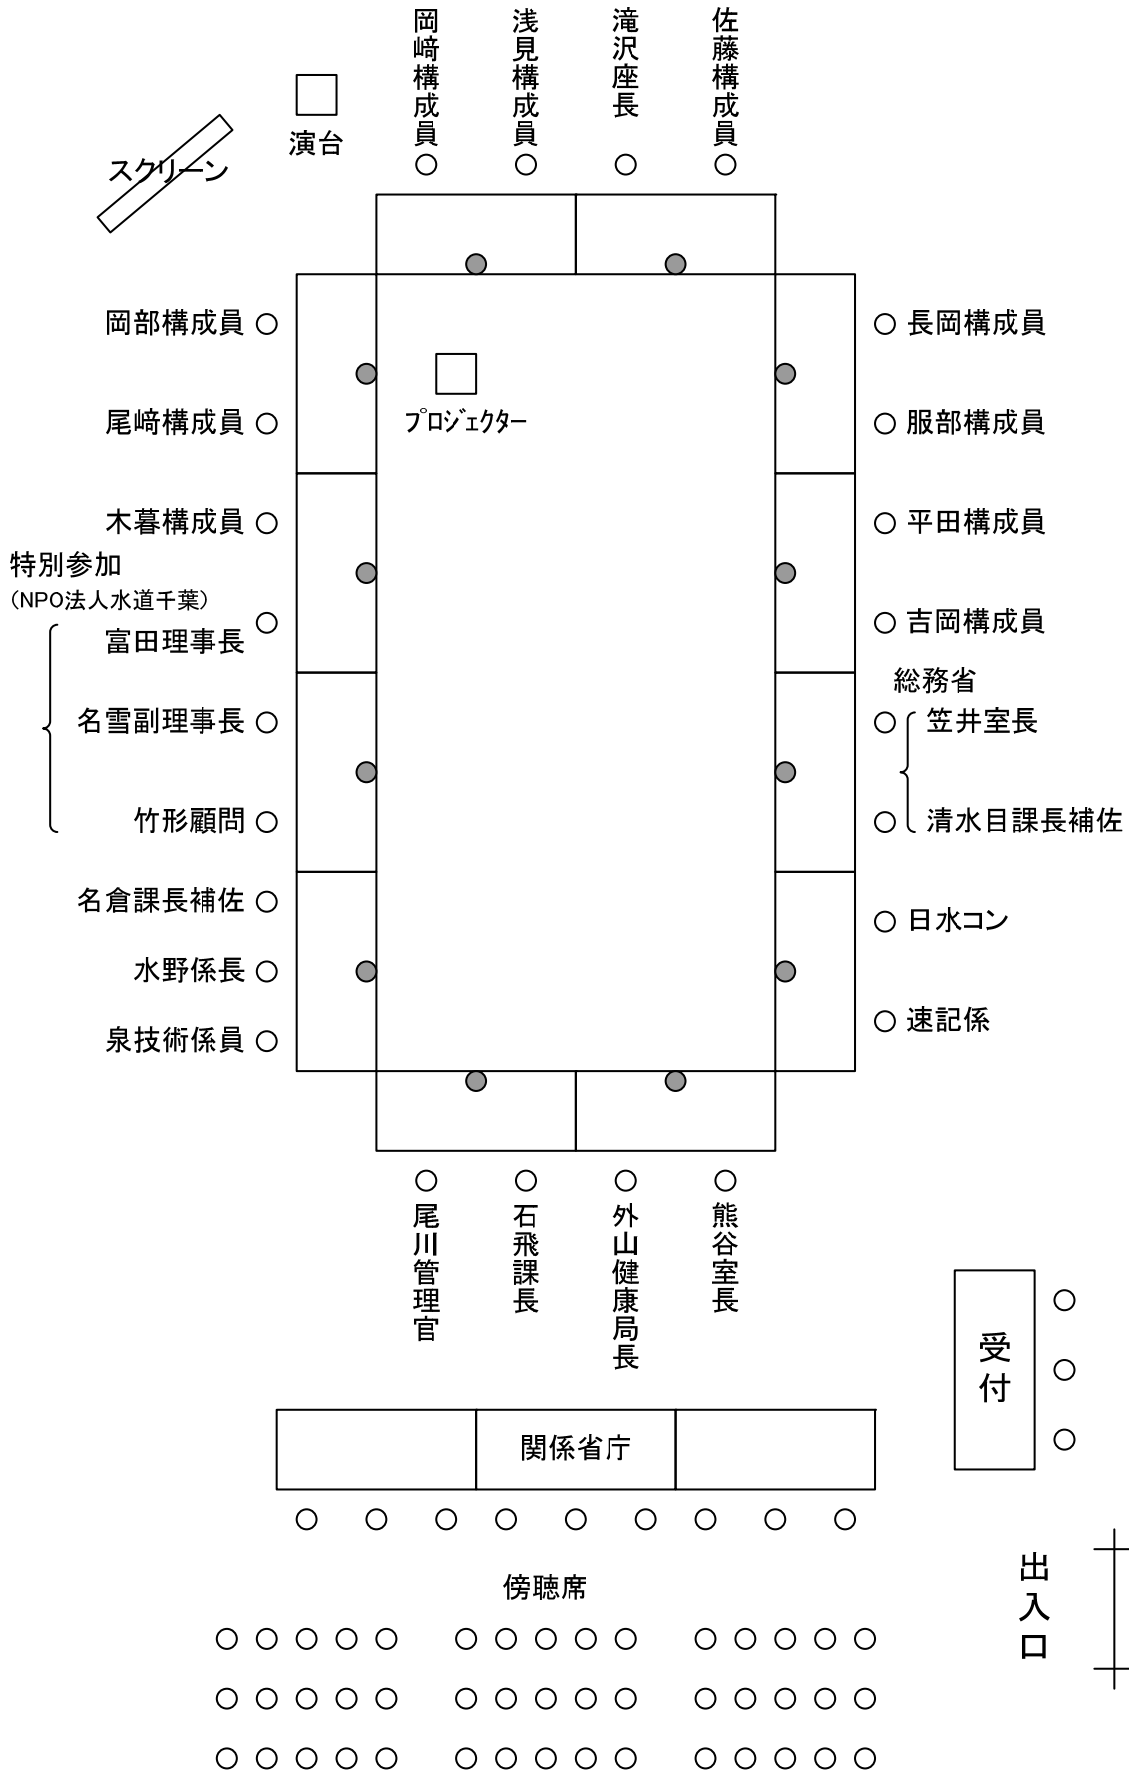 岡﨑構成員
浅見構成員
滝沢座長
佐藤構成員
演台
スクリーン
岡部構成員
長岡構成員
プロジェクター
尾﨑構成員
服部構成員
木暮構成員
平田構成員
特別参加
（NPO法人水道千葉）
富田理事長
吉岡構成員
総務省
名雪副理事長
笠井室長
竹形顧問
清水目課長補佐
名倉課長補佐
日水コン
水野係長
速記係
泉技術係員
尾川管理官
石飛課長
外山健康局長
熊谷室長
受付
関係省庁
出入口
傍聴席